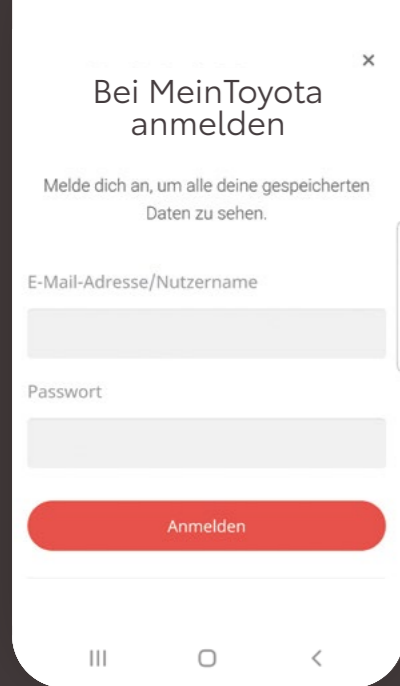 Bei MeinToyota
anmelden
Melde dich an, um alle deine gespeicherten
Daten zu sehen.
E-Mail-Adresse/Nutzername
Passwort
Anmelden